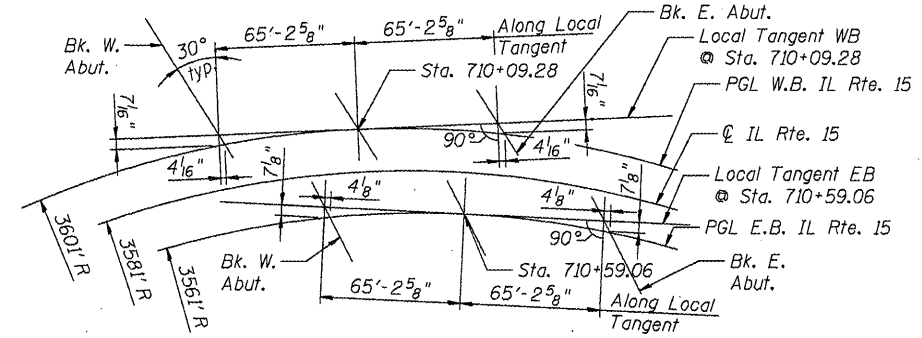 Bk. W.
Abut.
30°
typ.
65'-2⅝"
65'-2⅝"
Along Local
Tangent
Bk. E. Abut.
Local Tangent WB
@ Sta. 710+09.28
PGL W.B. IL Rte. 15
℄ IL Rte. 15
Local Tangent EB
@ Sta. 710+59.06
PGL E.B. IL Rte. 15
Sta. 710+09.28
7 1/16"
7 1/16"
90°
4 1/16"
4 1/16"
7⅛"
4⅛"
4⅛"
7⅛"
90°
3601' R
3581' R
3561' R
Bk. W.
Abut.
Sta. 710+59.06
Bk. E.
Abut.
65'-2⅝"
65'-2⅝"
Along Local
Tangent